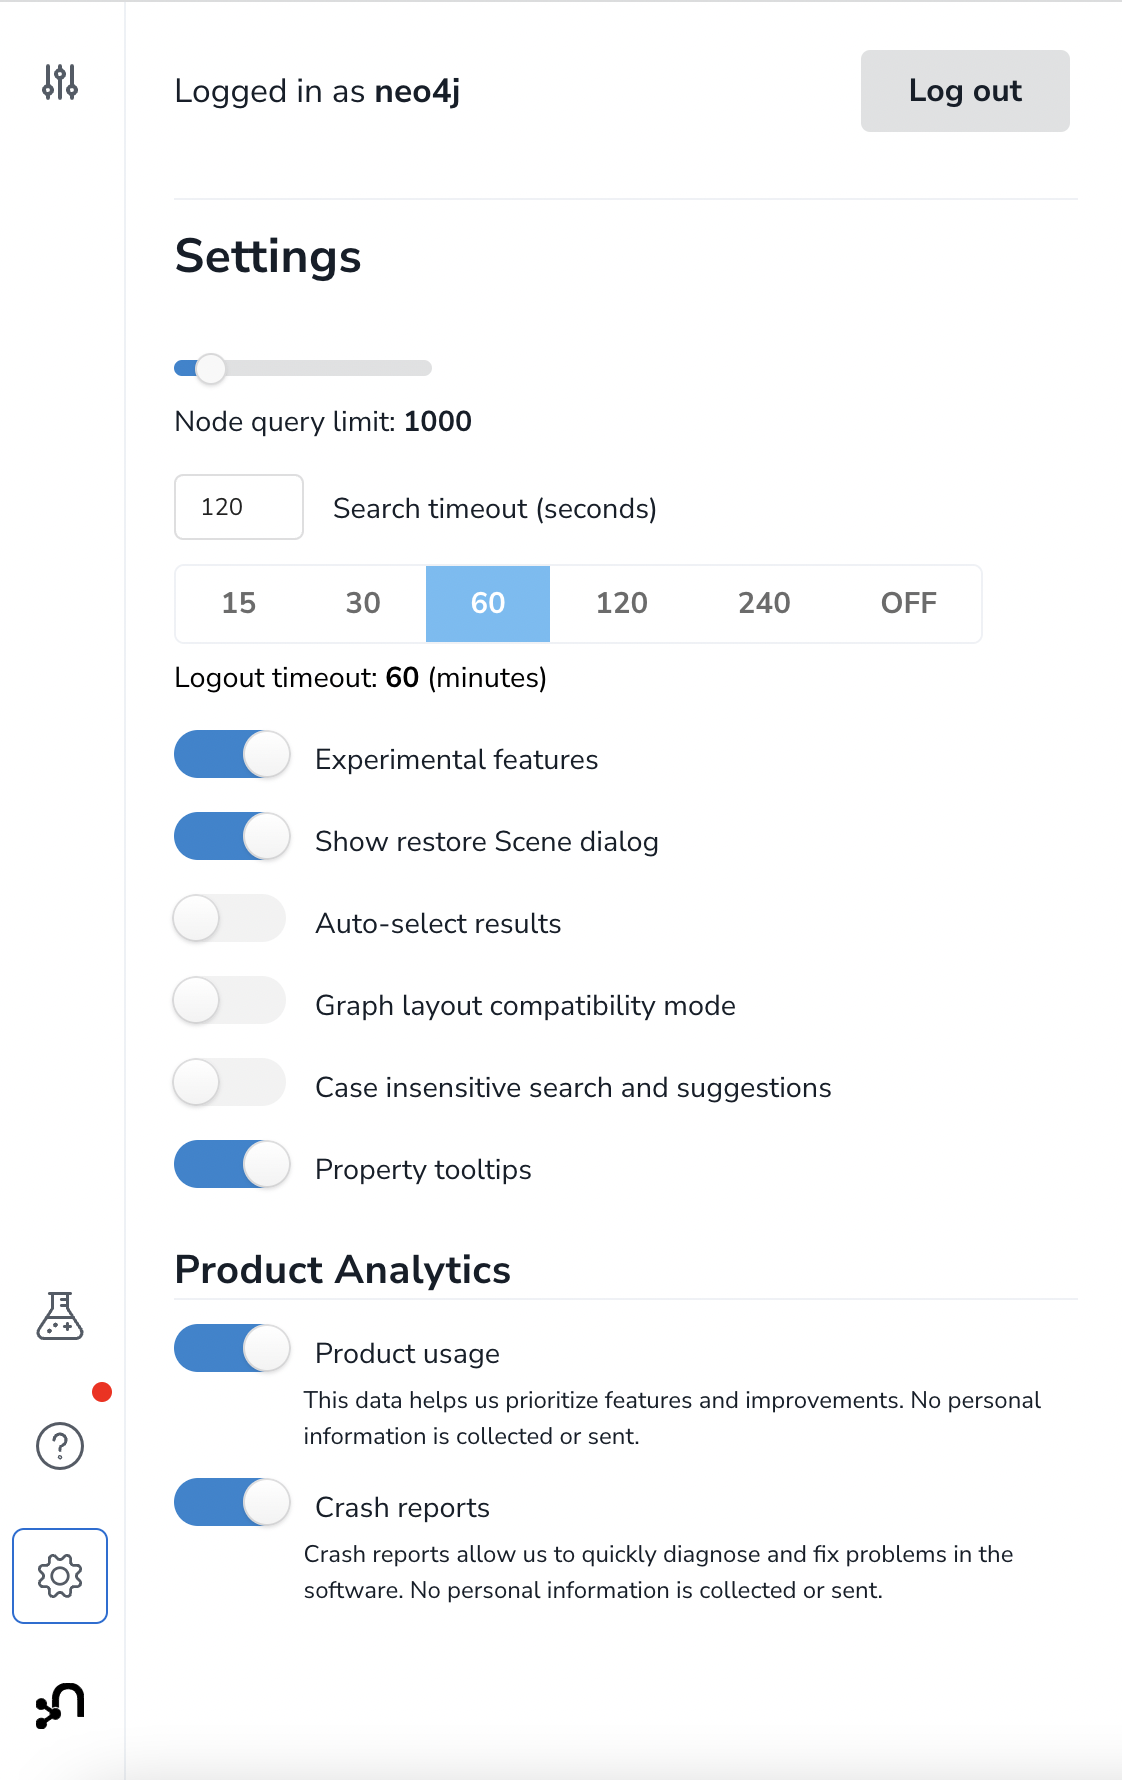 Logged in as neo4j
Log out
Settings
Node query limit: 1000
120
Search timeout (seconds)
15 30 60 120 240 OFF
Logout timeout: 60 (minutes)
Experimental features
Show restore Scene dialog
Auto-select results
Graph layout compatibility mode
Case insensitive search and suggestions
Property tooltips
Product Analytics
Product usage
This data helps us prioritize features and improvements. No personal
information is collected or sent.
Crash reports
Crash reports allow us to quickly diagnose and fix problems in the
software. No personal information is collected or sent.